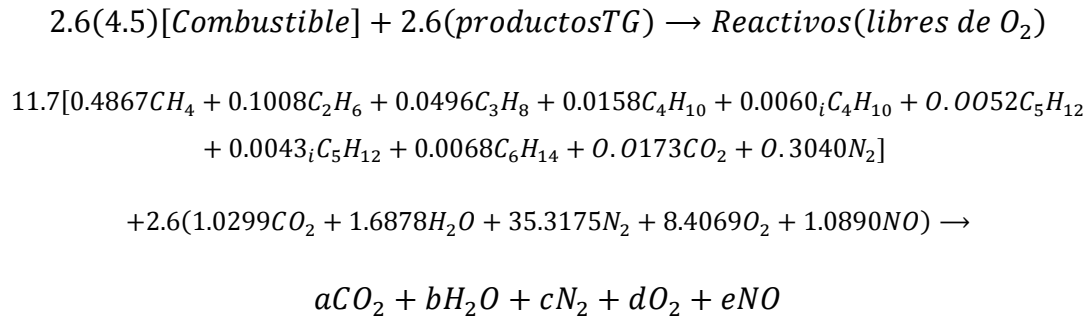 2.6(4.5)[Combustible] + 2.6(productosTG) ⟶ Reactivos(libres de O₂)
11.7[0.4867CH₄ + 0.1008C₂H₆ + 0.0496C₃H₈ + 0.0158C₄H₁₀ + 0.0060ᵢC₄H₁₀ + O.OO52C₅H₁₂
+ 0.0043ᵢC₅H₁₂ + 0.0068C₆H₁₄ + O.O173CO₂ + O.3040N₂]
+2.6(1.0299CO₂ + 1.6878H₂O + 35.3175N₂ + 8.4069O₂ + 1.0890NO) ⟶
aCO₂ + bH₂O + cN₂ + dO₂ + eNO